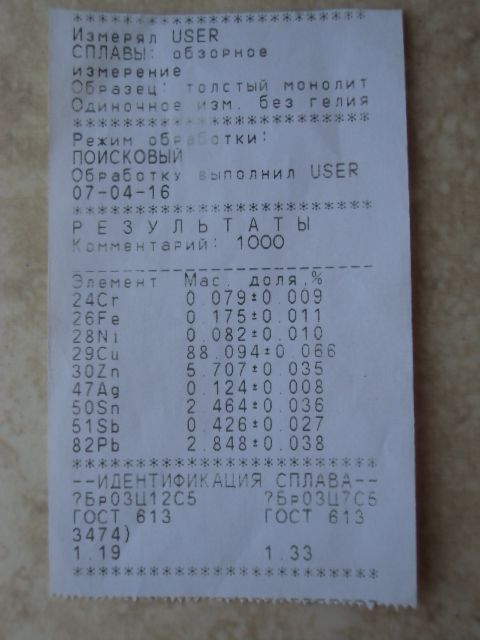 ********************
Измерял USER
СПЛАВЫ: обзорное
измерение
Образец: толстый монолит
Одиночное изм. без гелия
********************
Режим обработки:
ПОИСКОВЫЙ
Обработку выполнил USER
07-04-16
********************
РЕЗУЛЬТАТЫ
Комментарий: 1000
Элемент Мас. доля,%
24Cr 0.079±0.009
26Fe 0.175±0.011
28Ni 0.082±0.010
29Cu 88.094±0.066
30Zn 5.707±0.035
47Ag 0.124±0.008
50Sn 2.464±0.036
51Sb 0.426±0.027
82Pb 2.848±0.038
********************
--ИДЕНТИФИКАЦИЯ СПЛАВА--
?БрО3Ц12С5 ?БрО3Ц7С5
ГОСТ 613 ГОСТ 613
3474)
1.19 1.33
********************